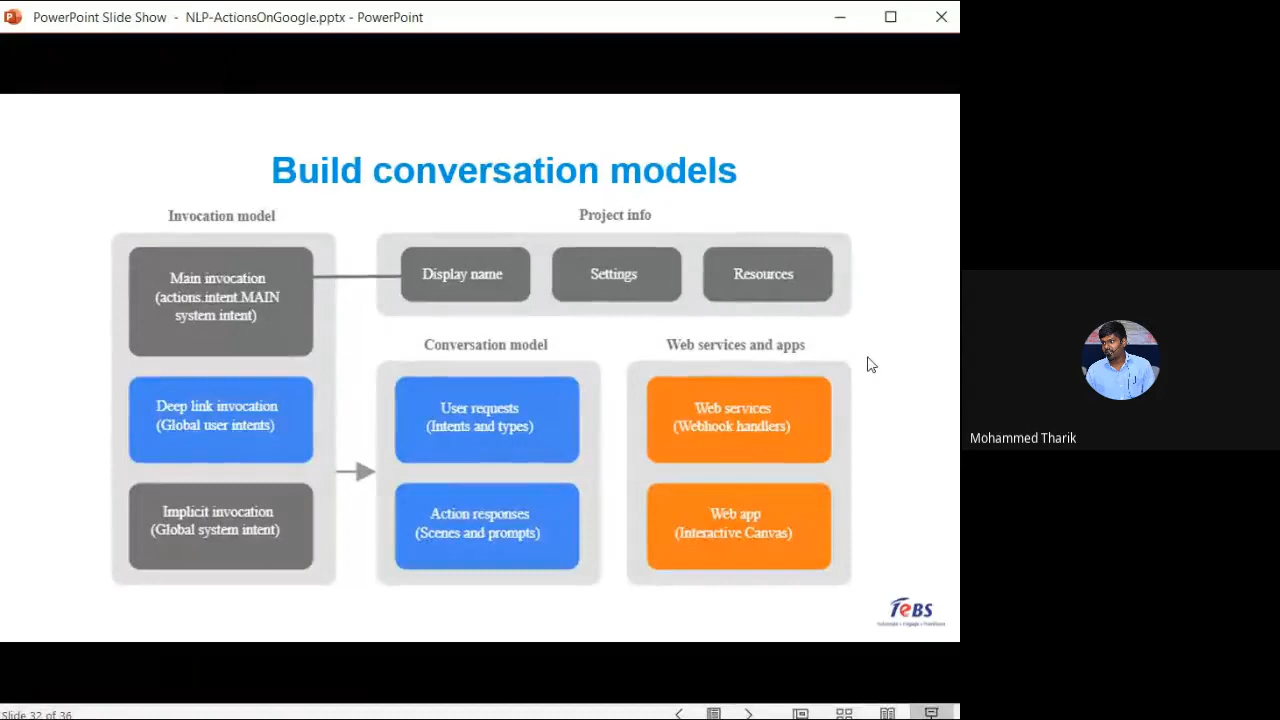 PowerPoint Slide Show - NLP-ActionsOnGoogle.pptx - PowerPoint
Build conversation models
Invocation model
Project info
Main invocation
(actions.intent.MAIN
system intent)
Display name
Settings
Resources
Conversation model
Web services and apps
Deep link invocation
(Global user intents)
User requests
(Intents and types)
Web services
(Webhook handlers)
Implicit invocation
(Global system intent)
Action responses
(Scenes and prompts)
Web app
(Interactive Canvas)
TeBS
Mohammed Tharik
Slide 32 of 36